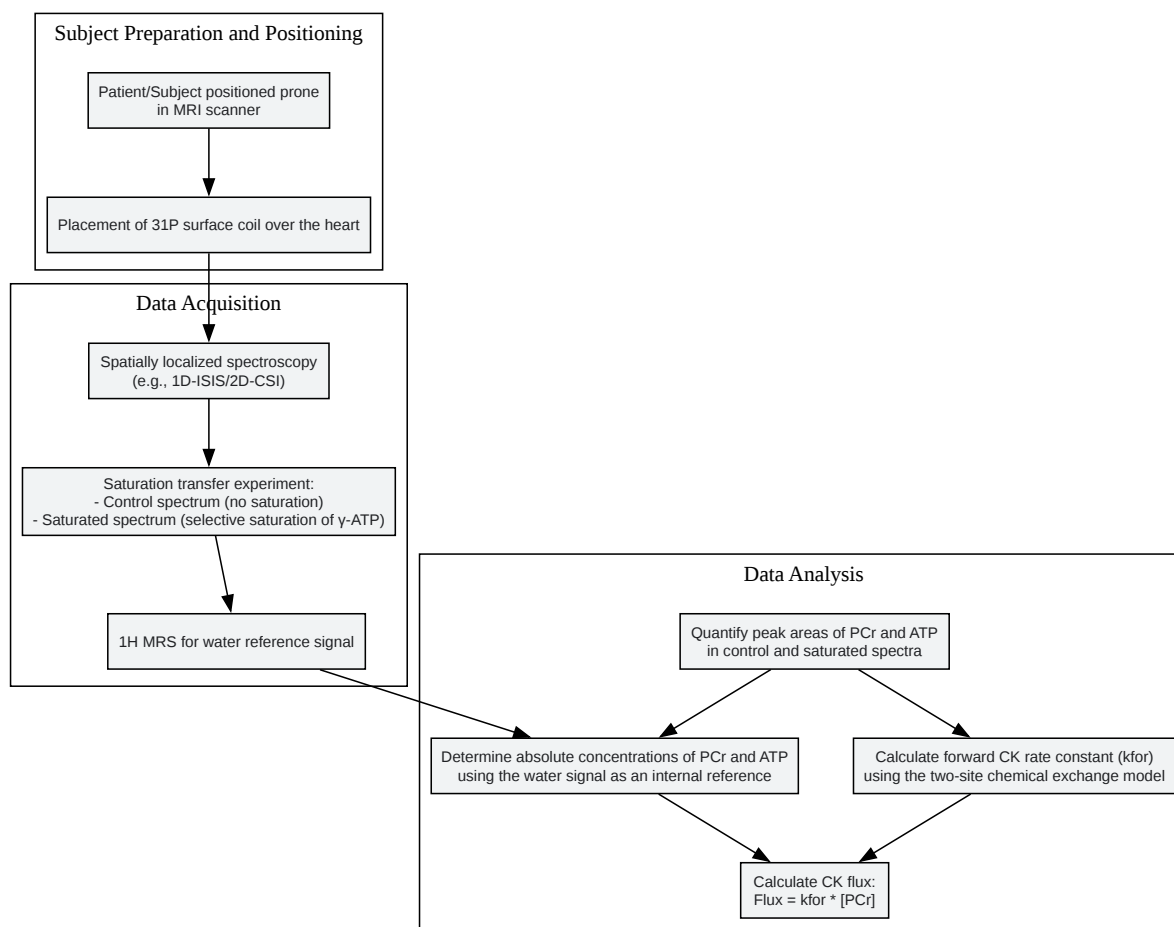 Subject Preparation and Positioning
Patient/Subject positioned prone
in MRI scanner
Placement of 31P surface coil over the heart
Data Acquisition
Spatially localized spectroscopy
(e.g., 1D-ISIS/2D-CSI)
Saturation transfer experiment:
- Control spectrum (no saturation)
- Saturated spectrum (selective saturation of γ-ATP)
1H MRS for water reference signal
Data Analysis
Quantify peak areas of PCr and ATP
in control and saturated spectra
Determine absolute concentrations of PCr and ATP
using the water signal as an internal reference
Calculate forward CK rate constant (kfor)
using the two-site chemical exchange model
Calculate CK flux:
Flux = kfor * [PCr]